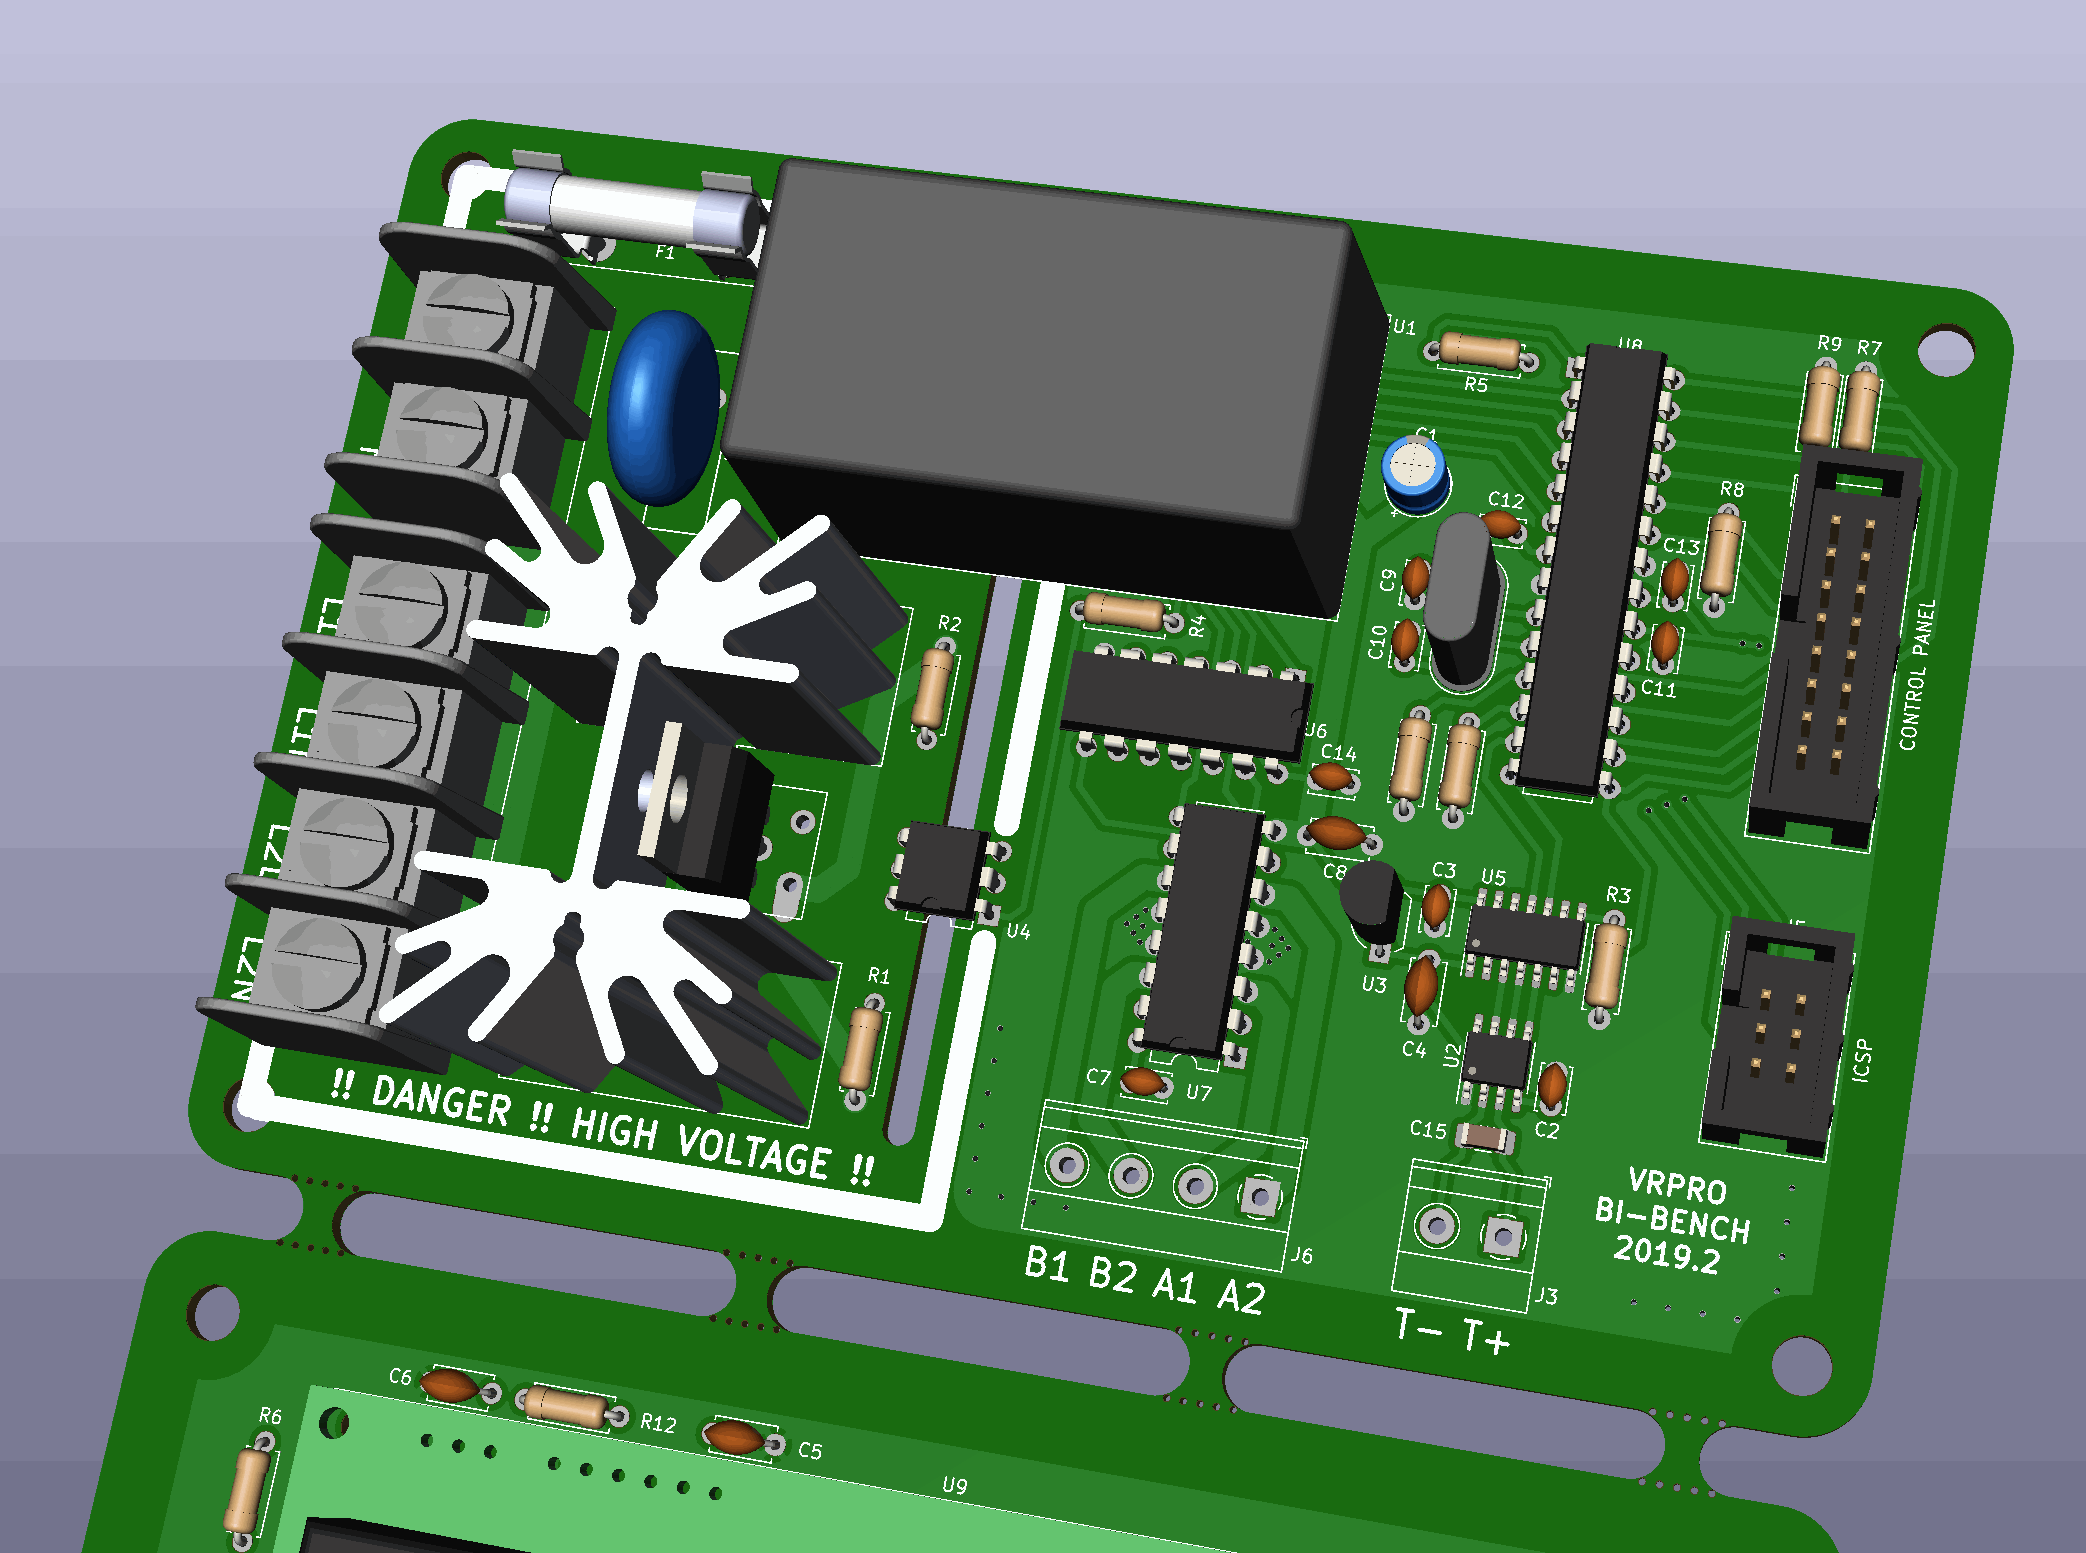 F1
U1
R5
U8
R9 R7
C1
C12
R8
C13
C9
C10
C11
R4
R2
J6
C14
CONTROL PANEL
C8
C3
U5
R3
U4
U3
R1
C4
U2
ICSP
C7
U7
C15
C2
!! DANGER !! HIGH VOLTAGE !!
VRPRO
BI-BENCH
2019.2
J6
B1 B2 A1 A2
J3
T- T+
C6
R12
R6
C5
U9